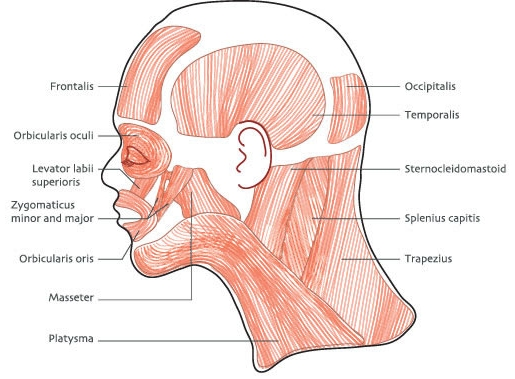 Frontalis
Orbicularis oculi
Levator labii
superioris
Zygomaticus
minor and major
Orbicularis oris
Masseter
Platysma
Occipitalis
Temporalis
Sternocleidomastoid
Splenius capitis
Trapezius